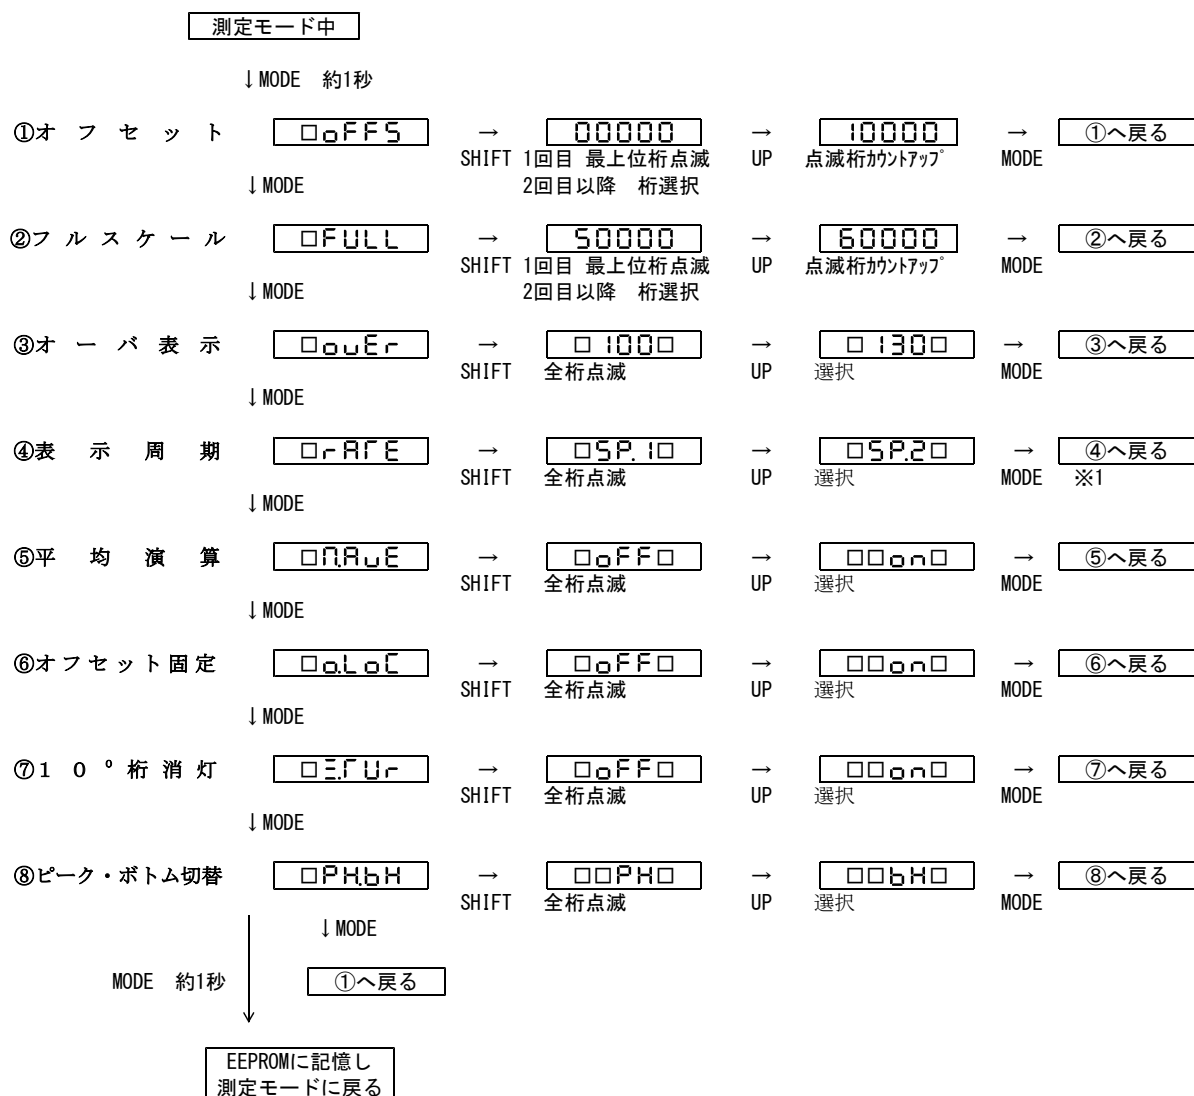 測定モード中
↓MODE 約1秒
①オフセット □oFFS → 00000 → 10000 → ①へ戻る
SHIFT 1回目 最上位桁点滅 UP 点滅桁ｶｳﾝﾄｱｯﾌﾟ MODE
↓MODE 2回目以降 桁選択
②フルスケール □FULL → 50000 → 60000 → ②へ戻る
SHIFT 1回目 最上位桁点滅 UP 点滅桁ｶｳﾝﾄｱｯﾌﾟ MODE
↓MODE 2回目以降 桁選択
③オーバ表示 □ouEr → □100□ → □130□ → ③へ戻る
SHIFT 全桁点滅 UP 選択 MODE
↓MODE
④表示周期 □rATE → □SP.1□ → □SP.2□ → ④へ戻る
SHIFT 全桁点滅 UP 選択 MODE ※1
↓MODE
⑤平均演算 □M.AuE → □oFF□ → □□on□ → ⑤へ戻る
SHIFT 全桁点滅 UP 選択 MODE
↓MODE
⑥オフセット固定 □o.LoC → □oFF□ → □□on□ → ⑥へ戻る
SHIFT 全桁点滅 UP 選択 MODE
↓MODE
⑦10⁰桁消灯 □Ξ.TUr → □oFF□ → □□on□ → ⑦へ戻る
SHIFT 全桁点滅 UP 選択 MODE
↓MODE
⑧ピーク・ボトム切替 □PH.bH → □□PH□ → □□bH□ → ⑧へ戻る
SHIFT 全桁点滅 UP 選択 MODE
↓MODE
MODE 約1秒 ①へ戻る
EEPROMに記憶し
測定モードに戻る